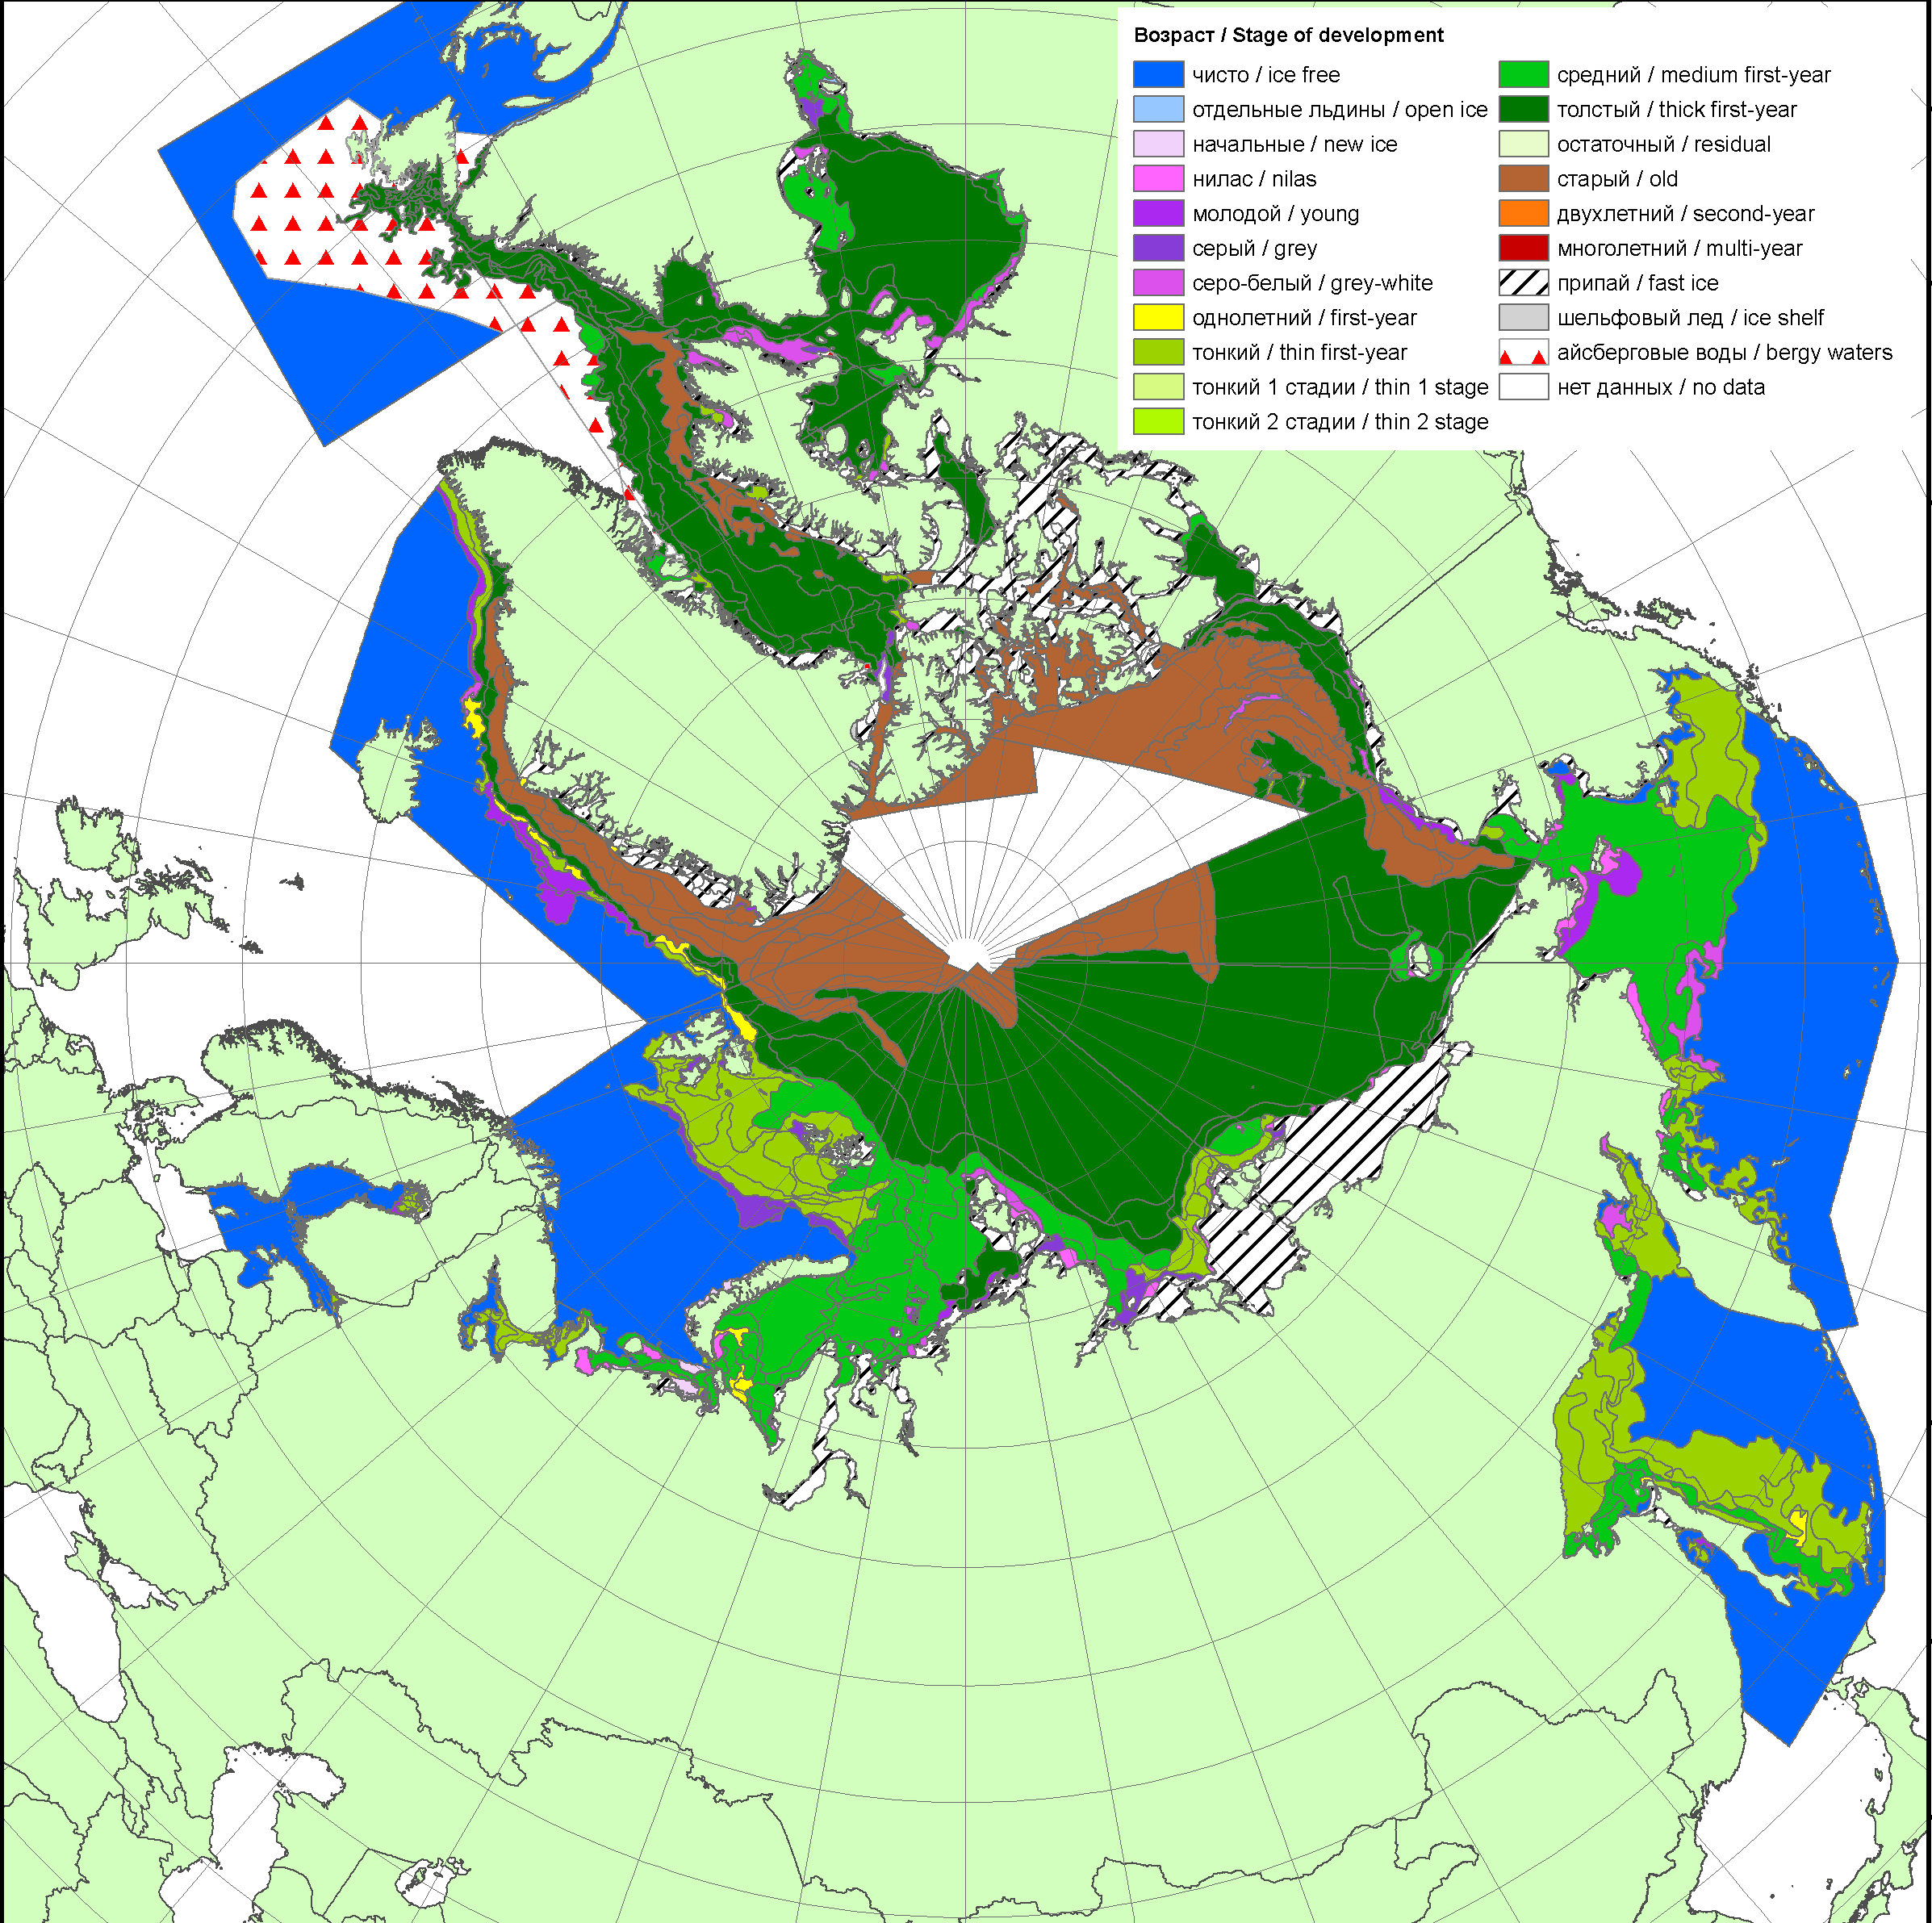 Возраст / Stage of development
чисто / ice free
отдельные льдины / open ice
начальные / new ice
нилас / nilas
молодой / young
серый / grey
серо-белый / grey-white
однолетний / first-year
тонкий / thin first-year
тонкий 1 стадии / thin 1 stage
тонкий 2 стадии / thin 2 stage
средний / medium first-year
толстый / thick first-year
остаточный / residual
старый / old
двухлетний / second-year
многолетний / multi-year
припай / fast ice
шельфовый лед / ice shelf
айсберговые воды / bergy waters
нет данных / no data